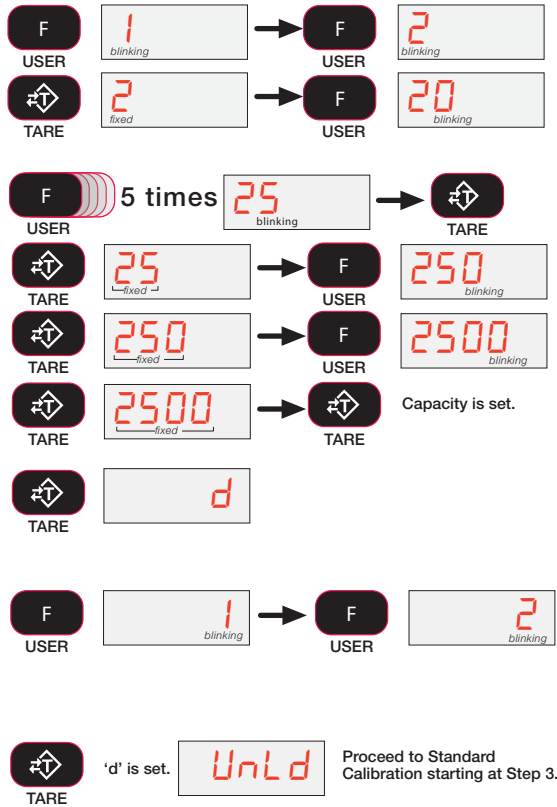 F 1 F 2
blinking blinking
USER USER
T 2 F 20
fixed blinking
TARE USER
F 5 times 25 T
blinking
USER TARE
T 25 F 250
fixed blinking
TARE USER
T 250 F 2500
fixed blinking
TARE USER
T 2500 T Capacity is set.
fixed
TARE TARE
T d
TARE
F 1 F 2
blinking blinking
USER USER
T 'd' is set. UnLd Proceed to Standard
Calibration starting at Step 3.
TARE